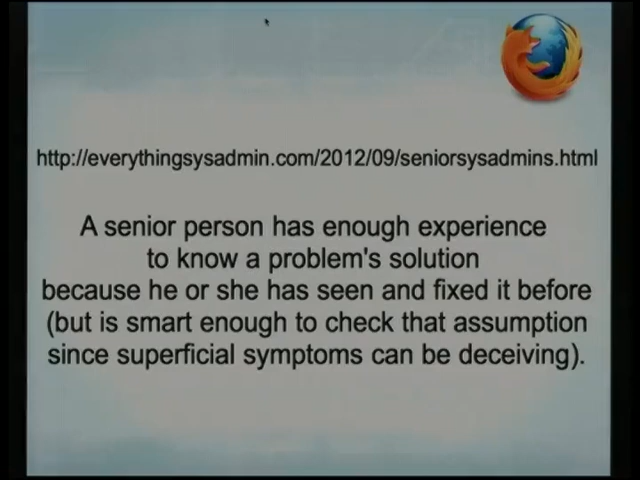 http://everythingsysadmin.com/2012/09/seniorsysadmins.html
A senior person has enough experience
to know a problem's solution
because he or she has seen and fixed it before
(but is smart enough to check that assumption
since superficial symptoms can be deceiving).